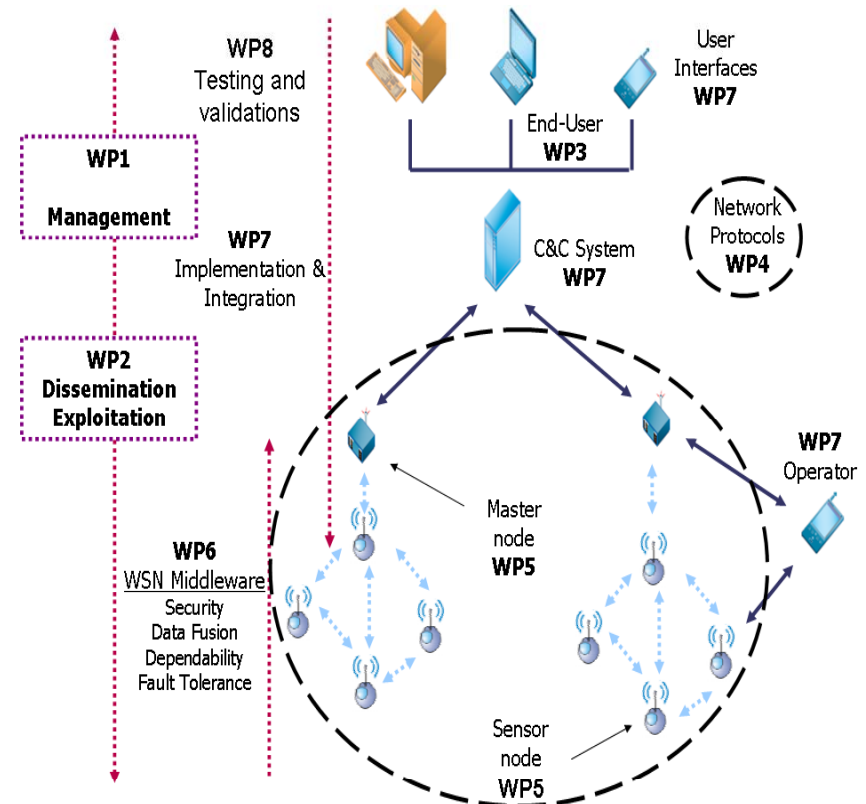 WP8
Testing and
validations
User
Interfaces
WP7
End-User
WP3
WP1
Management
Network
Protocols
WP4
WP7
Implementation &
Integration
C&C System
WP7
WP2
Dissemination
Exploitation
WP7
Operator
Master
node
WP5
WP6
WSN Middleware
Security
Data Fusion
Dependability
Fault Tolerance
Sensor
node
WP5